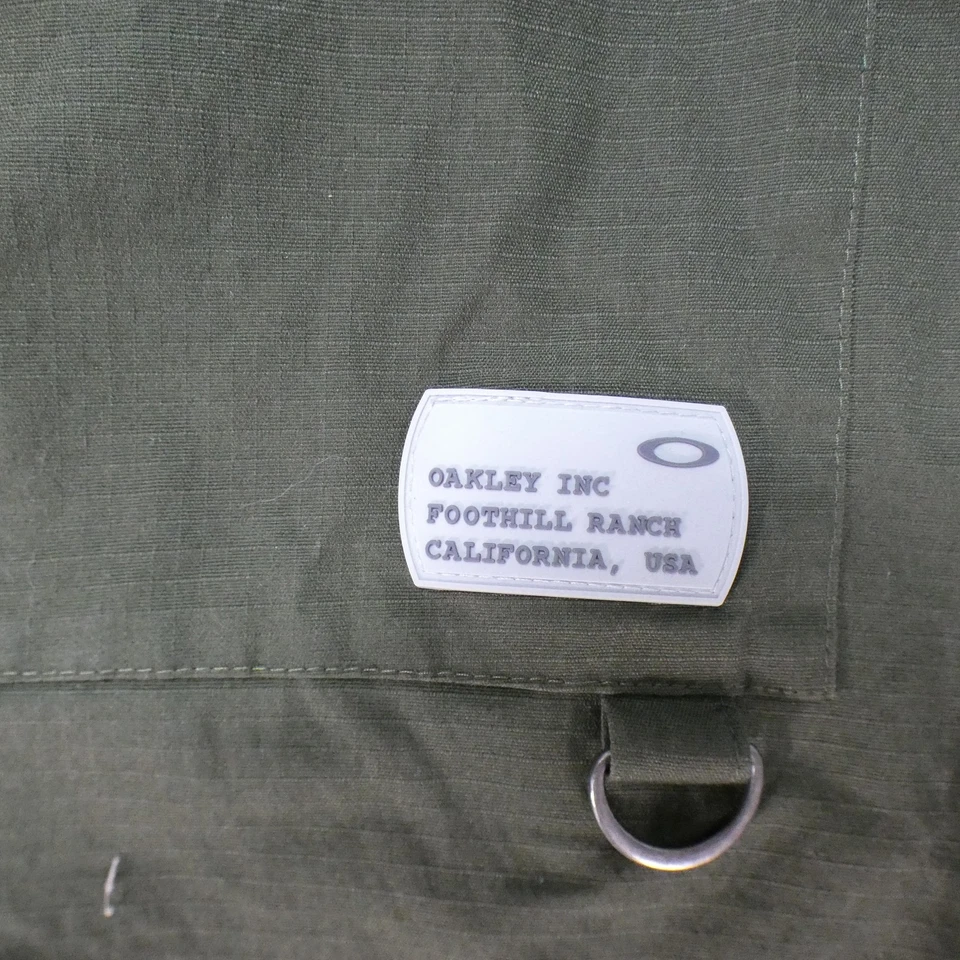 OAKLEY INC
FOOTHILL RANCH
CALIFORNIA, USA